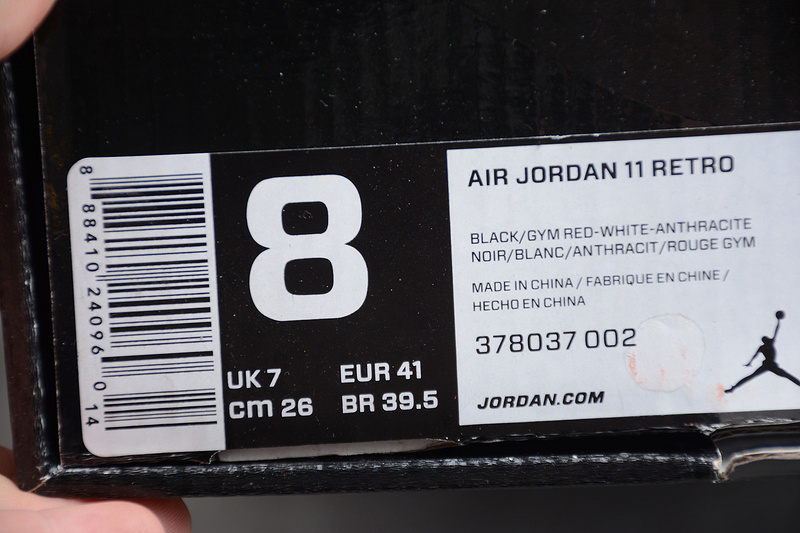 8 88410 24096 0 14
8
UK 7 EUR 41
cm 26 BR 39.5
AIR JORDAN 11 RETRO
BLACK/GYM RED-WHITE-ANTHRACITE
NOIR/BLANC/ANTHRACIT/ROUGE GYM
MADE IN CHINA / FABRIQUE EN CHINE /
HECHO EN CHINA
378037 002
JORDAN.COM